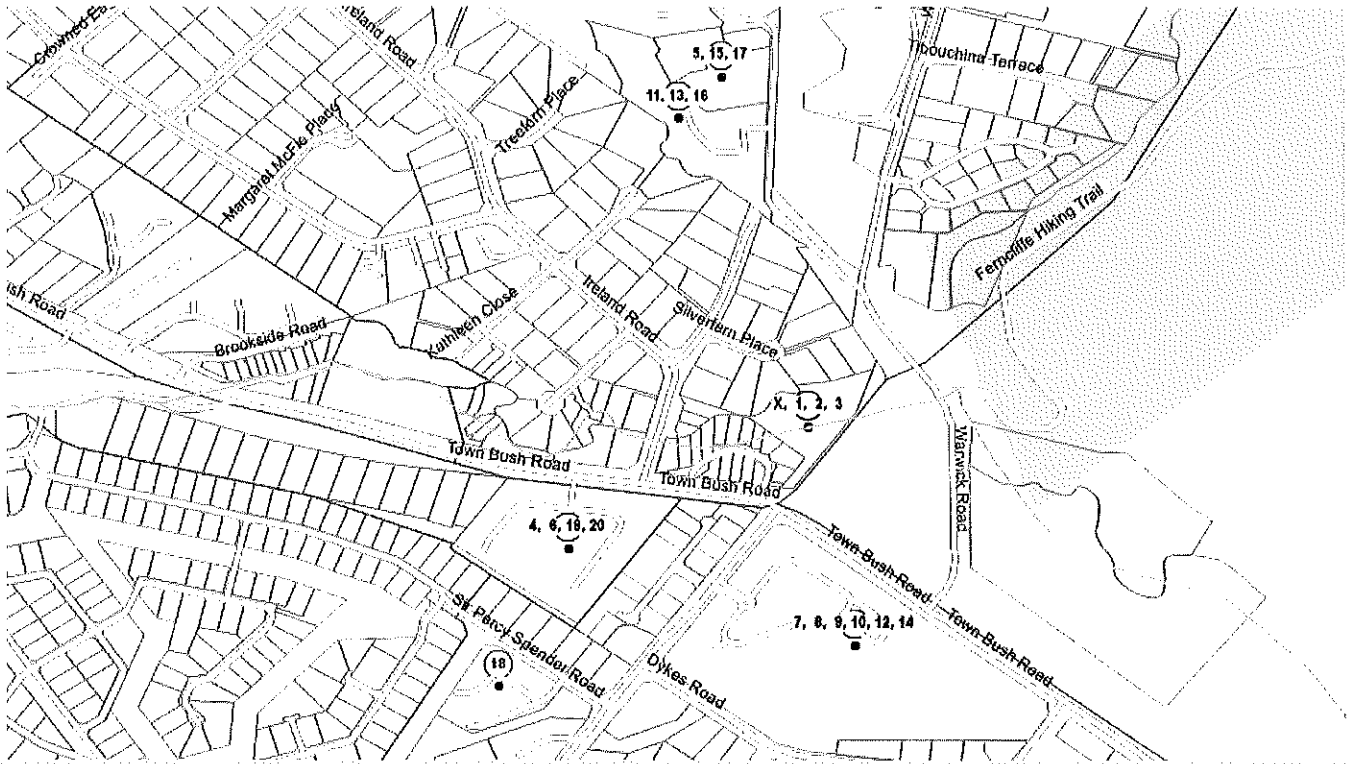 Crowned Ea
Ireland Road
5, 15, 17
Terrace
11, 13, 16
Treefern Place
Margaret McFie Place
Ferncliffe Hiking Trail
Ireland Road
Silverfern Place
Kathleen Close
Brookside Road
ush Road
X, 1, 2, 3
Warwick Road
Town Bush Road
Town Bush Road
4, 6, 19, 20
Town Bush Road
Town Bush Road
7, 8, 9, 10, 12, 14
Sir Percy Spender Road
18
Dykes Road